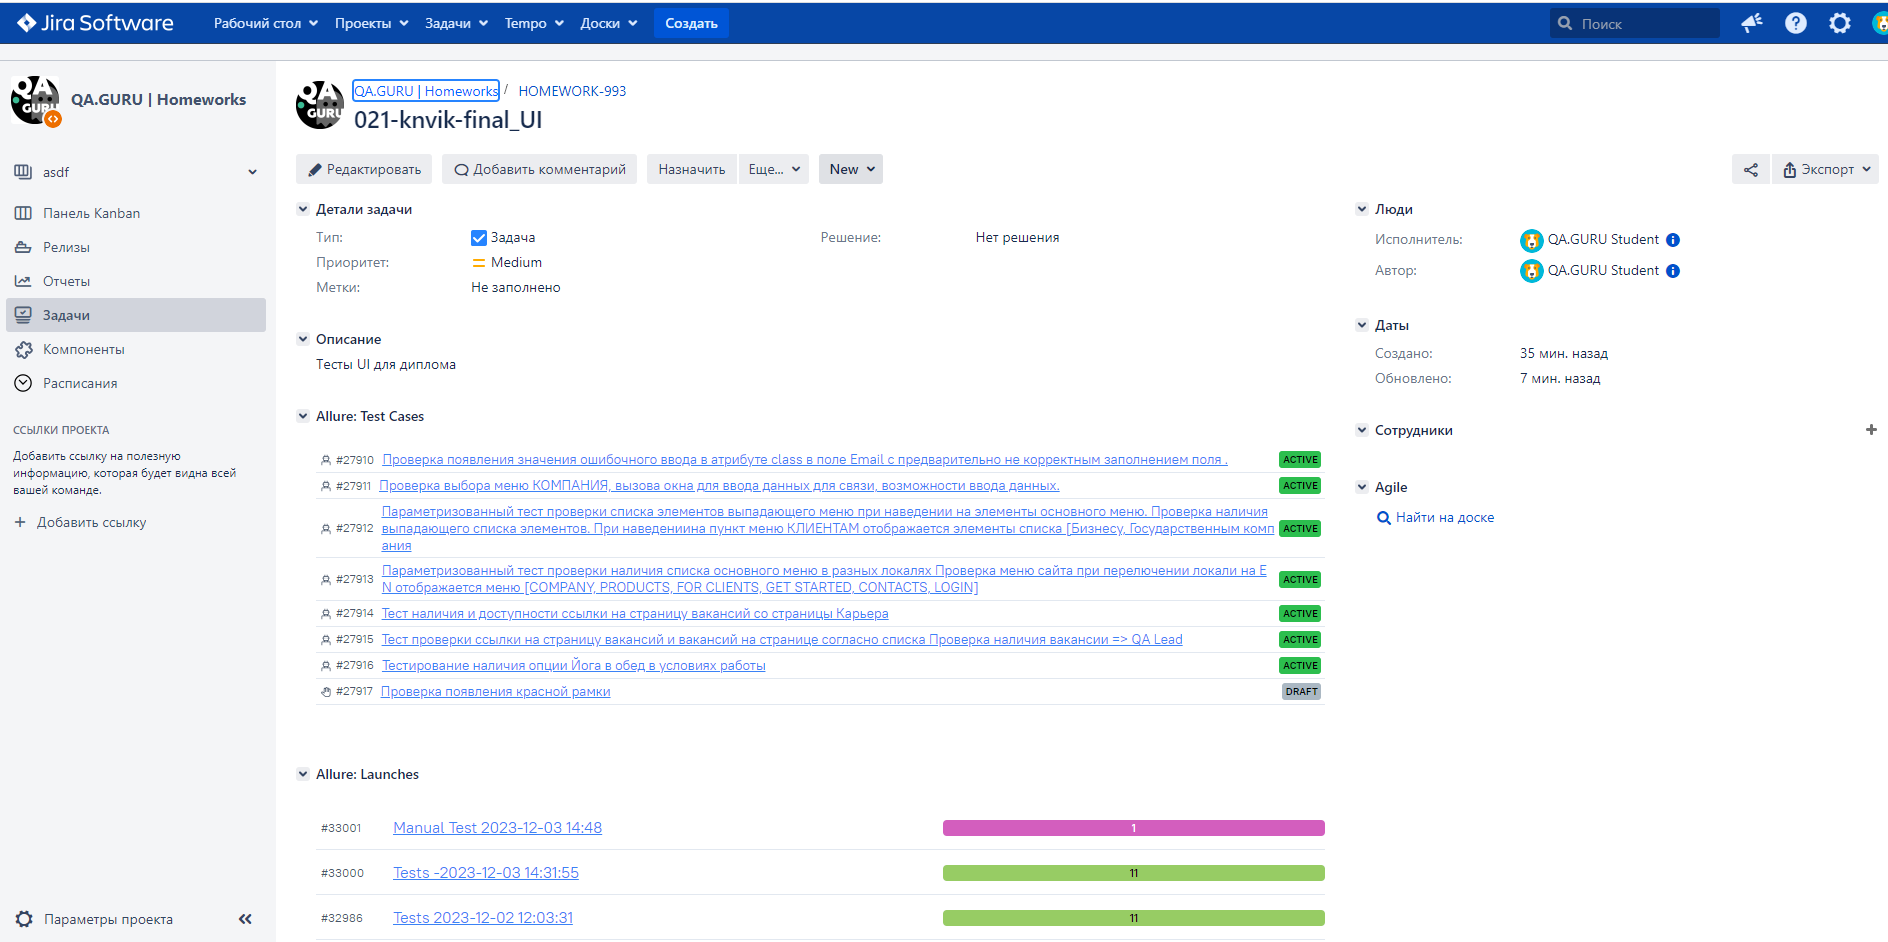 Jira Software
Рабочий стол
Проекты
Задачи
Tempo
Доски
Создать
Поиск
QA GURU
QA.GURU | Homeworks
asdf
Панель Kanban
Релизы
Отчеты
Задачи
Компоненты
Расписания
ССЫЛКИ ПРОЕКТА
Добавить ссылку на полезную
информацию, которая будет видна всей
вашей команде.
Добавить ссылку
Параметры проекта
QA GURU
QA.GURU | Homeworks / HOMEWORK-993
021-knvik-final_UI
Редактировать
Добавить комментарий
Назначить
Еще...
New
Экспорт
Детали задачи
Тип: Задача
Решение: Нет решения
Приоритет: Medium
Метки: Не заполнено
Описание
Тесты UI для диплома
Allure: Test Cases
#27910 Проверка появления значения ошибочного ввода в атрибуте class в поле Email с предварительно не корректным заполнением поля . ACTIVE
#27911 Проверка выбора меню КОМПАНИЯ, вызова окна для ввода данных для связи, возможности ввода данных. ACTIVE
Параметризованный тест проверки списка элементов выпадающего меню при наведении на элементы основного меню. Проверка наличия
#27912 выпадающего списка элементов. При наведениина пункт меню КЛИЕНТАМ отображается элементы списка [Бизнесу, Государственным комп ACTIVE
ания
Параметризованный тест проверки наличия списка основного меню в разных локалях Проверка меню сайта при перелючении локали на E
#27913 ACTIVE
N отображается меню [COMPANY, PRODUCTS, FOR CLIENTS, GET STARTED, CONTACTS, LOGIN]
#27914 Тест наличия и доступности ссылки на страницу вакансий со страницы Карьера ACTIVE
#27915 Тест проверки ссылки на страницу вакансий и вакансий на странице согласно списка Проверка наличия вакансии => QA Lead ACTIVE
#27916 Тестирование наличия опции Йога в обед в условиях работы ACTIVE
#27917 Проверка появления красной рамки DRAFT
Allure: Launches
#33001 Manual Test 2023-12-03 14:48 1
#33000 Tests -2023-12-03 14:31:55 11
#32986 Tests 2023-12-02 12:03:31 11
Люди
Исполнитель: QA.GURU Student
Автор: QA.GURU Student
Даты
Создано: 35 мин. назад
Обновлено: 7 мин. назад
Сотрудники
Agile
Найти на доске